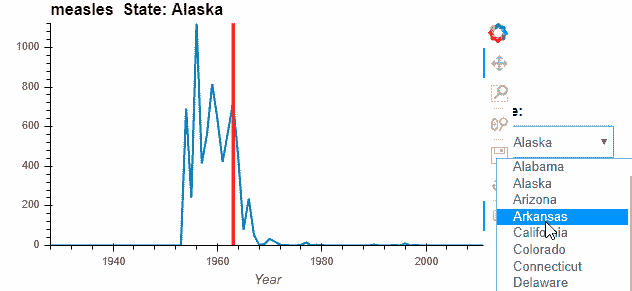 measles State: Alaska
1000
800
600
400
200
0
1940
1960
1980
2000
Year
e:
Alaska
Alabama
Alaska
Arizona
Arkansas
California
Colorado
Connecticut
Delaware